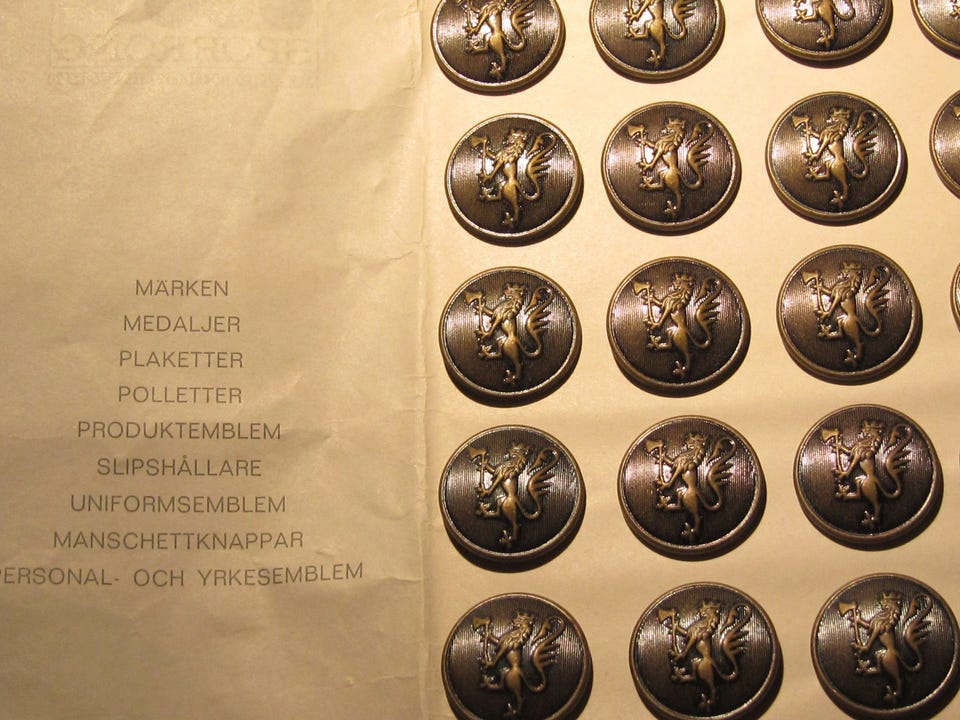 MÄRKEN
MEDALJER
PLAKETTER
POLLETTER
PRODUKTEMBLEM
SLIPSHÅLLARE
UNIFORMSEMBLEM
MANSCHETTKNAPPAR
PERSONAL- OCH YRKESEMBLEM